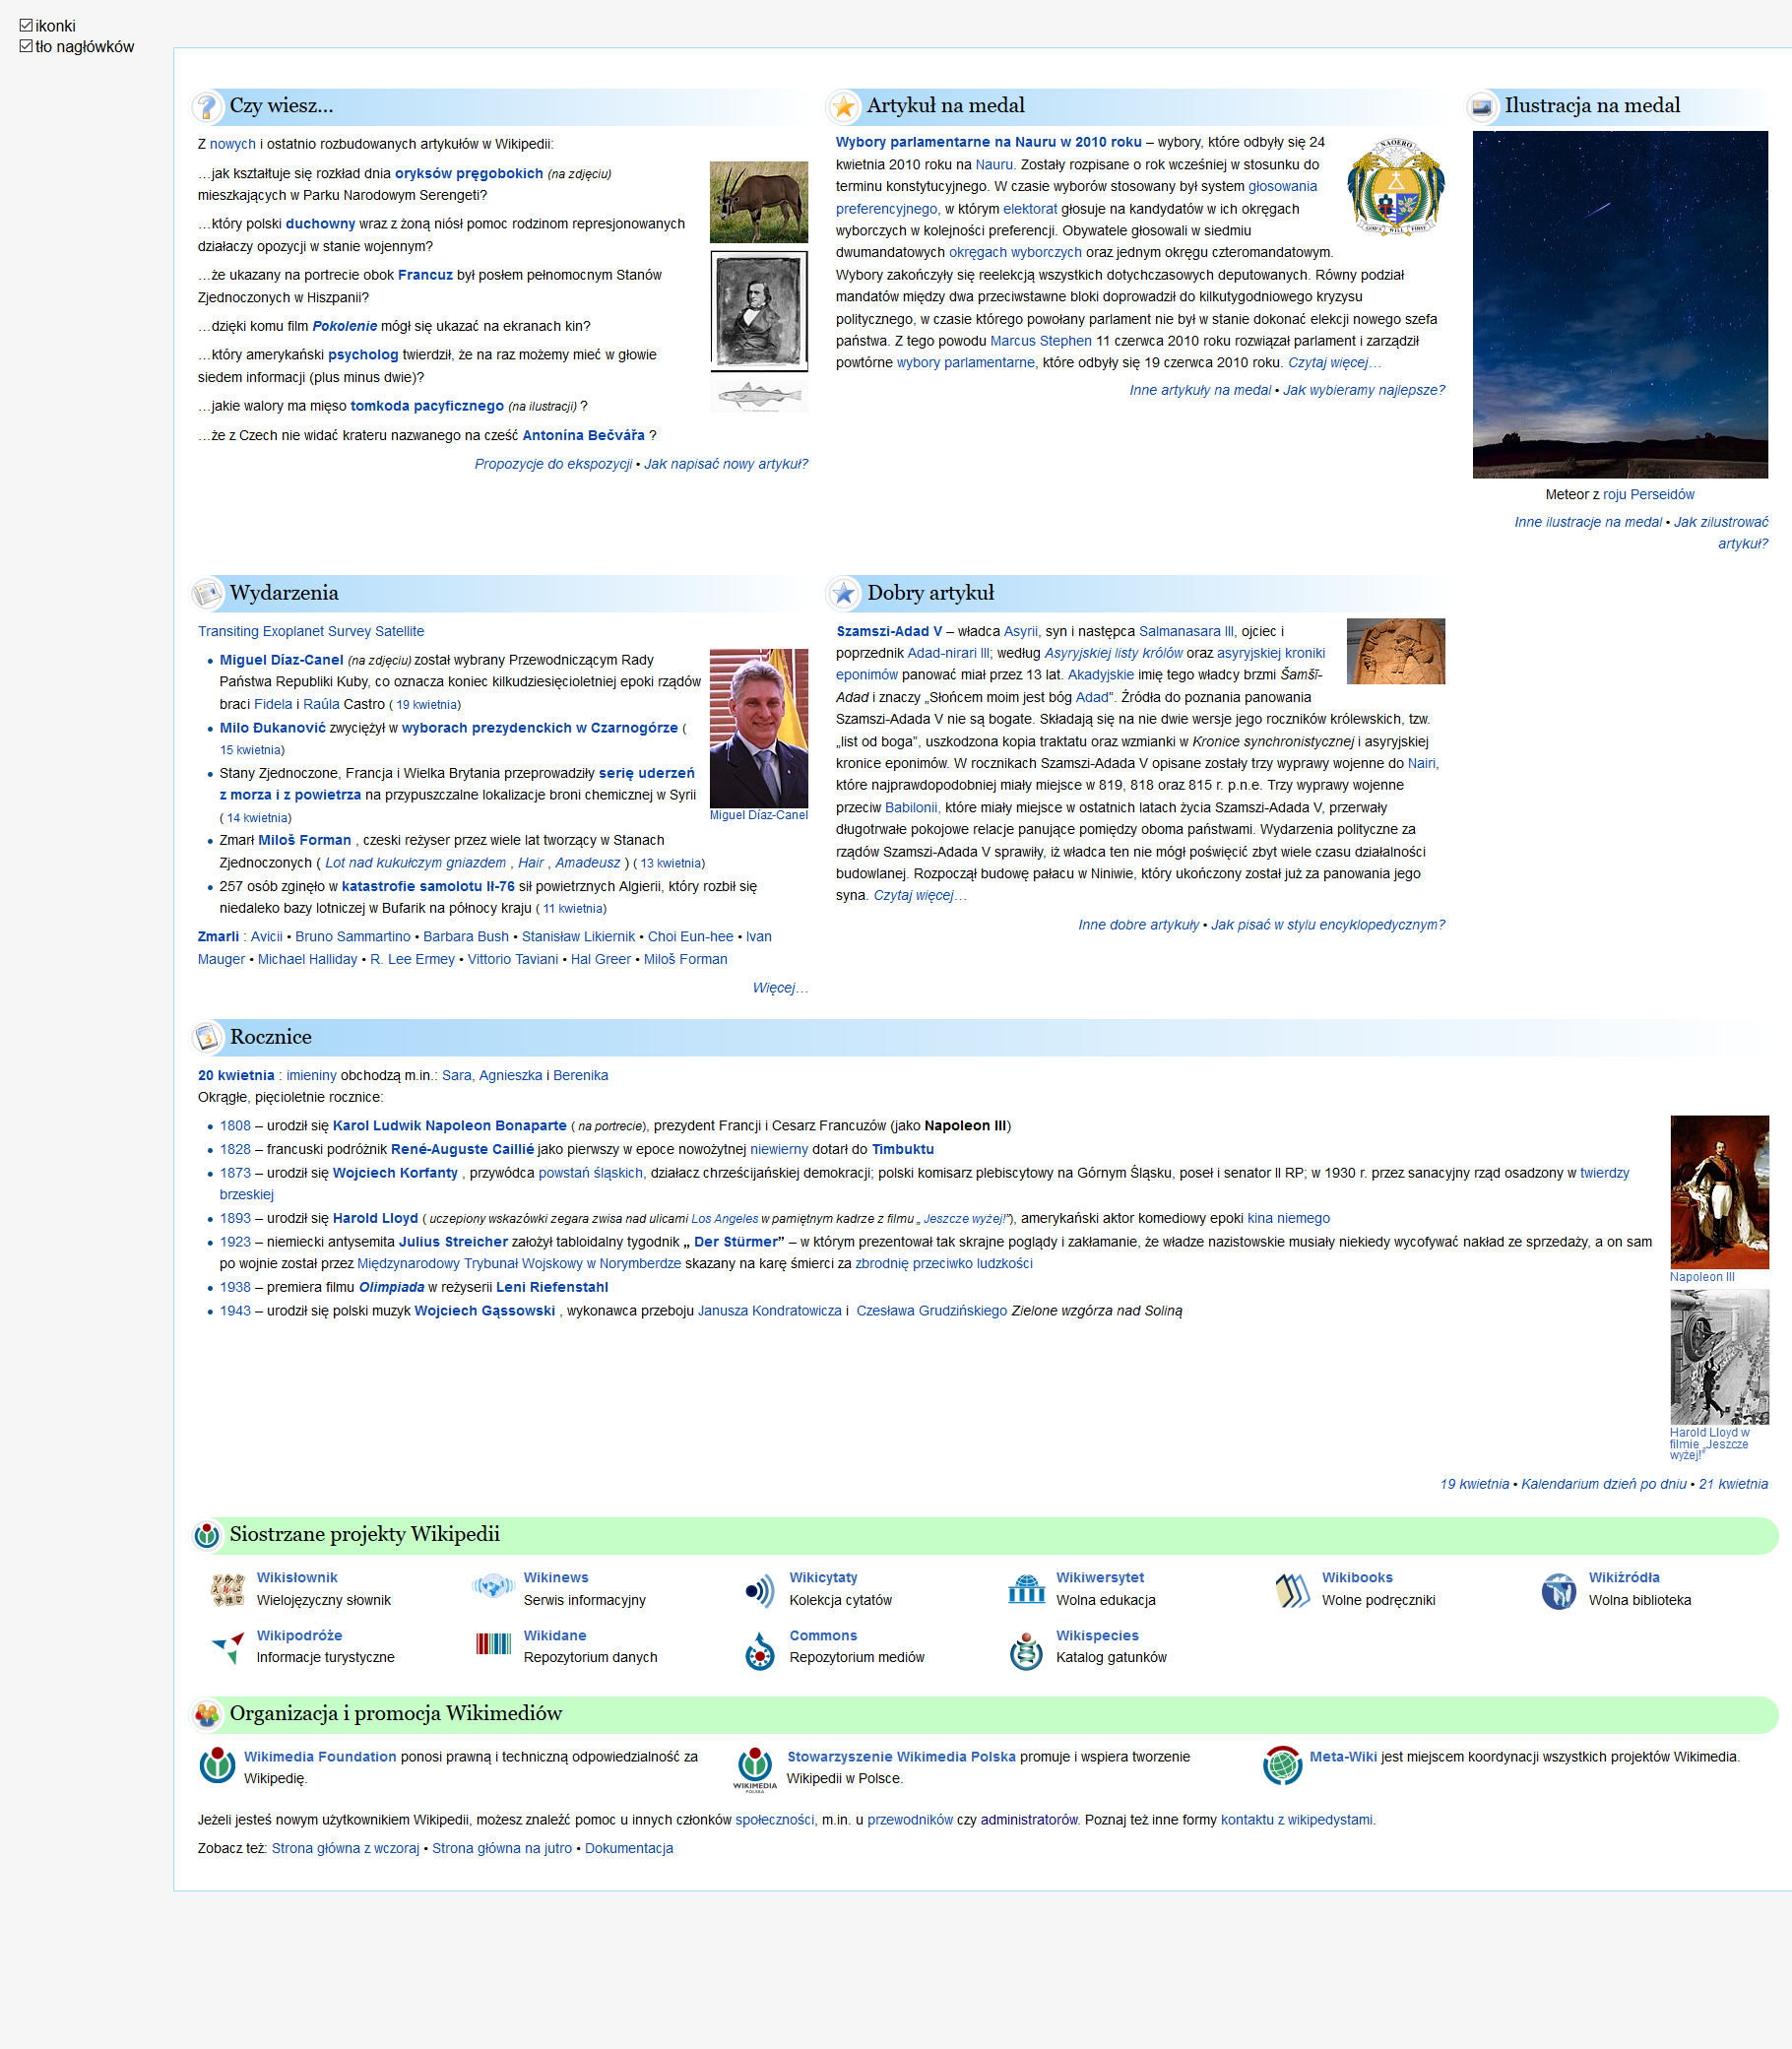 ikonki
tło nagłówków
Czy wiesz…
Z nowych i ostatnio rozbudowanych artykułów w Wikipedii:
…jak kształtuje się rozkład dnia oryksów pręgobokich (na zdjęciu)
mieszkających w Parku Narodowym Serengeti?
…który polski duchowny wraz z żoną niósł pomoc rodzinom represjonowanych
działaczy opozycji w stanie wojennym?
…że ukazany na portrecie obok Francuz był posłem pełnomocnym Stanów
Zjednoczonych w Hiszpanii?
…dzięki komu film Pokolenie mógł się ukazać na ekranach kin?
…który amerykański psycholog twierdził, że na raz możemy mieć w głowie
siedem informacji (plus minus dwie)?
…jakie walory ma mięso tomkoda pacyficznego (na ilustracji) ?
…że z Czech nie widać krateru nazwanego na cześć Antonína Bečvářa ?
Propozycje do ekspozycji • Jak napisać nowy artykuł?
Artykuł na medal
Wybory parlamentarne na Nauru w 2010 roku – wybory, które odbyły się 24
kwietnia 2010 roku na Nauru. Zostały rozpisane o rok wcześniej w stosunku do
terminu konstytucyjnego. W czasie wyborów stosowany był system głosowania
preferencyjnego, w którym elektorat głosuje na kandydatów w ich okręgach
wyborczych w kolejności preferencji. Obywatele głosowali w siedmiu
dwumandatowych okręgach wyborczych oraz jednym okręgu czteromandatowym.
Wybory zakończyły się reelekcją wszystkich dotychczasowych deputowanych. Równy podział
mandatów między dwa przeciwstawne bloki doprowadził do kilkutygodniowego kryzysu
politycznego, w czasie którego powołany parlament nie był w stanie dokonać elekcji nowego szefa
państwa. Z tego powodu Marcus Stephen 11 czerwca 2010 roku rozwiązał parlament i zarządził
powtórne wybory parlamentarne, które odbyły się 19 czerwca 2010 roku. Czytaj więcej…
Inne artykuły na medal • Jak wybieramy najlepsze?
NAOERO
GOD'S WILL FIRST
Ilustracja na medal
Meteor z roju Perseidów
Inne ilustracje na medal • Jak zilustrować
artykuł?
Wydarzenia
Transiting Exoplanet Survey Satellite
Miguel Díaz-Canel (na zdjęciu) został wybrany Przewodniczącym Rady
Państwa Republiki Kuby, co oznacza koniec kilkudziesięcioletniej epoki rządów
braci Fidela i Raúla Castro ( 19 kwietnia)
Milo Đukanović zwyciężył w wyborach prezydenckich w Czarnogórze (
15 kwietnia)
Stany Zjednoczone, Francja i Wielka Brytania przeprowadziły serię uderzeń
z morza i z powietrza na przypuszczalne lokalizacje broni chemicznej w Syrii
( 14 kwietnia)
Zmarł Miloš Forman , czeski reżyser przez wiele lat tworzący w Stanach
Zjednoczonych ( Lot nad kukułczym gniazdem , Hair , Amadeusz ) ( 13 kwietnia)
257 osób zginęło w katastrofie samolotu Ił-76 sił powietrznych Algierii, który rozbił się
niedaleko bazy lotniczej w Bufarik na północy kraju ( 11 kwietnia)
Miguel Díaz-Canel
Zmarli : Avicii • Bruno Sammartino • Barbara Bush • Stanisław Likiernik • Choi Eun-hee • Ivan
Mauger • Michael Halliday • R. Lee Ermey • Vittorio Taviani • Hal Greer • Miloš Forman
Więcej…
Dobry artykuł
Szamszi-Adad V – władca Asyrii, syn i następca Salmanasara III, ojciec i
poprzednik Adad-nirari III; według Asyryjskiej listy królów oraz asyryjskiej kroniki
eponimów panować miał przez 13 lat. Akadyjskie imię tego władcy brzmi Šamšī-
Adad i znaczy „Słońcem moim jest bóg Adad”. Źródła do poznania panowania
Szamszi-Adada V nie są bogate. Składają się na nie dwie wersje jego roczników królewskich, tzw.
„list od boga”, uszkodzona kopia traktatu oraz wzmianki w Kronice synchronistycznej i asyryjskiej
kronice eponimów. W rocznikach Szamszi-Adada V opisane zostały trzy wyprawy wojenne do Nairi,
które najprawdopodobniej miały miejsce w 819, 818 oraz 815 r. p.n.e. Trzy wyprawy wojenne
przeciw Babilonii, które miały miejsce w ostatnich latach życia Szamszi-Adada V, przerwały
długotrwałe pokojowe relacje panujące pomiędzy oboma państwami. Wydarzenia polityczne za
rządów Szamszi-Adada V sprawiły, iż władca ten nie mógł poświęcić zbyt wiele czasu działalności
budowlanej. Rozpoczął budowę pałacu w Niniwie, który ukończony został już za panowania jego
syna. Czytaj więcej…
Inne dobre artykuły • Jak pisać w stylu encyklopedycznym?
Rocznice
20 kwietnia : imieniny obchodzą m.in.: Sara, Agnieszka i Berenika
Okrągłe, pięcioletnie rocznice:
1808 – urodził się Karol Ludwik Napoleon Bonaparte ( na portrecie), prezydent Francji i Cesarz Francuzów (jako Napoleon III)
1828 – francuski podróżnik René-Auguste Caillié jako pierwszy w epoce nowożytnej niewierny dotarł do Timbuktu
1873 – urodził się Wojciech Korfanty , przywódca powstań śląskich, działacz chrześcijańskiej demokracji; polski komisarz plebiscytowy na Górnym Śląsku, poseł i senator II RP; w 1930 r. przez sanacyjny rząd osadzony w twierdzy
brzeskiej
1893 – urodził się Harold Lloyd ( uczepiony wskazówki zegara zwisa nad ulicami Los Angeles w pamiętnym kadrze z filmu „ Jeszcze wyżej!”), amerykański aktor komediowy epoki kina niemego
1923 – niemiecki antysemita Julius Streicher założył tabloidalny tygodnik „ Der Stürmer” – w którym prezentował tak skrajne poglądy i zakłamanie, że władze nazistowskie musiały niekiedy wycofywać nakład ze sprzedaży, a on sam
po wojnie został przez Międzynarodowy Trybunał Wojskowy w Norymberdze skazany na karę śmierci za zbrodnię przeciwko ludzkości
1938 – premiera filmu Olimpiada w reżyserii Leni Riefenstahl
1943 – urodził się polski muzyk Wojciech Gąssowski , wykonawca przeboju Janusza Kondratowicza i Czesława Grudzińskiego Zielone wzgórza nad Soliną
Napoleon III
Harold Lloyd w
filmie „Jeszcze
wyżej!”
19 kwietnia • Kalendarium dzień po dniu • 21 kwietnia
Siostrzane projekty Wikipedii
Wikisłownik
Wielojęzyczny słownik
Wikinews
Serwis informacyjny
Wikicytaty
Kolekcja cytatów
Wikiwersytet
Wolna edukacja
Wikibooks
Wolne podręczniki
Wikiźródła
Wolna biblioteka
Wikipodróże
Informacje turystyczne
Wikidane
Repozytorium danych
Commons
Repozytorium mediów
Wikispecies
Katalog gatunków
Organizacja i promocja Wikimediów
Wikimedia Foundation ponosi prawną i techniczną odpowiedzialność za
Wikipedię.
WIKIMEDIA
POLSKA
Stowarzyszenie Wikimedia Polska promuje i wspiera tworzenie
Wikipedii w Polsce.
Meta-Wiki jest miejscem koordynacji wszystkich projektów Wikimedia.
Jeżeli jesteś nowym użytkownikiem Wikipedii, możesz znaleźć pomoc u innych członków społeczności, m.in. u przewodników czy administratorów. Poznaj też inne formy kontaktu z wikipedystami.
Zobacz też: Strona główna z wczoraj • Strona główna na jutro • Dokumentacja